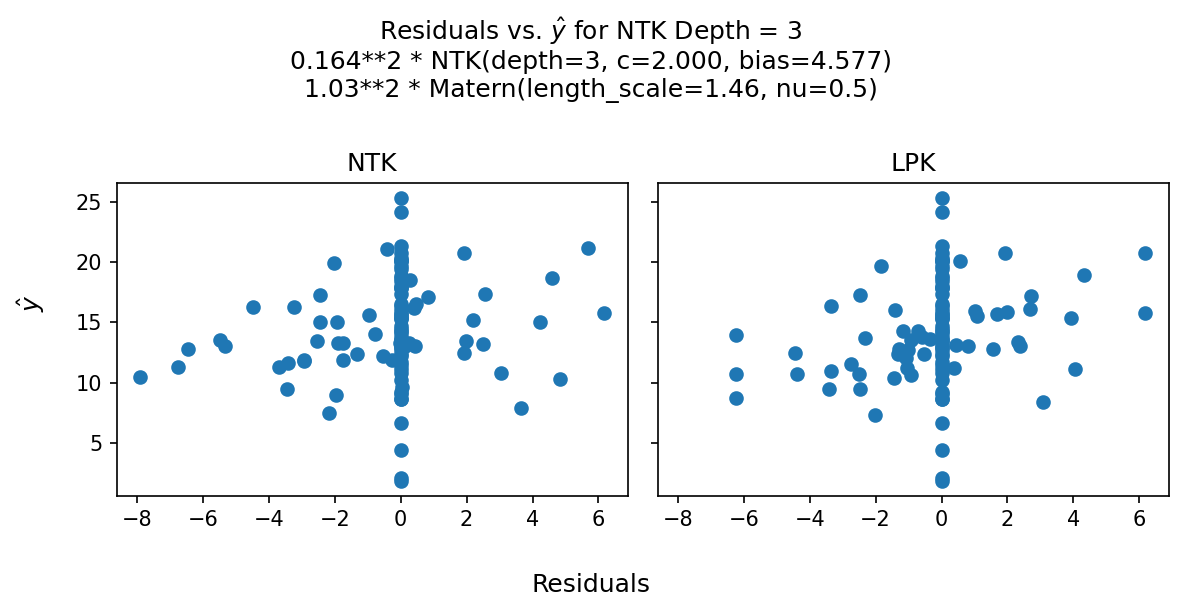 Residuals vs. ŷ for NTK Depth = 3
0.164**2 * NTK(depth=3, c=2.000, bias=4.577)
1.03**2 * Matern(length_scale=1.46, nu=0.5)
NTK
LPK
25
20
15
10
5
ŷ
−8 −6 −4 −2 0 2 4 6
−8 −6 −4 −2 0 2 4 6
Residuals